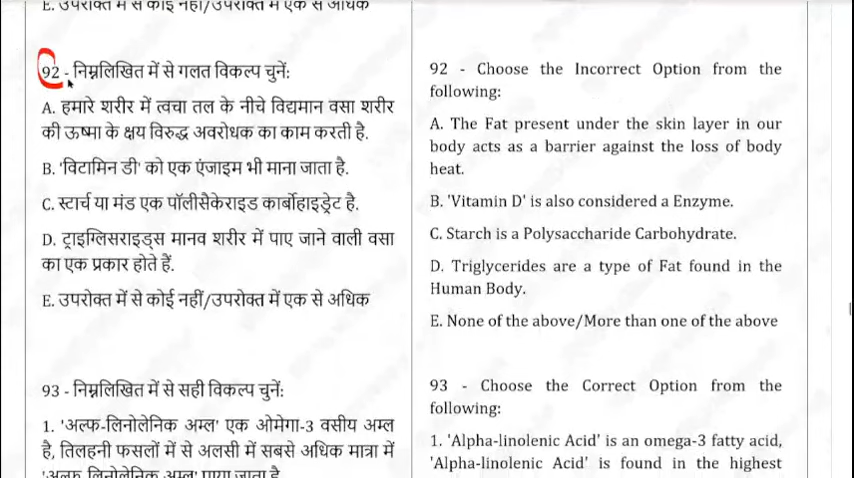 E. उपरोक्त में से कोई नहीं/उपरोक्त में एक से अधिक
92 - निम्नलिखित में से गलत विकल्प चुनें:
A. हमारे शरीर में त्वचा तल के नीचे विद्यमान वसा शरीर
की ऊष्मा के क्षय विरुद्ध अवरोधक का काम करती है.
B. 'विटामिन डी' को एक एंजाइम भी माना जाता है.
C. स्टार्च या मंड एक पॉलीसैकेराइड कार्बोहाइड्रेट है.
D. ट्राइग्लिसराइड्स मानव शरीर में पाए जाने वाली वसा
का एक प्रकार होते हैं.
E. उपरोक्त में से कोई नहीं/उपरोक्त में एक से अधिक
93 - निम्नलिखित में से सही विकल्प चुनें:
1. 'अल्फ-लिनोलेनिक अम्ल' एक ओमेगा-3 वसीय अम्ल
है, तिलहनी फसलों में से अलसी में सबसे अधिक मात्रा में
'अल्फ लिनोलेनिक अम्ल' पाया जाता है
92 - Choose the Incorrect Option from the
following:
A. The Fat present under the skin layer in our
body acts as a barrier against the loss of body
heat.
B. 'Vitamin D' is also considered a Enzyme.
C. Starch is a Polysaccharide Carbohydrate.
D. Triglycerides are a type of Fat found in the
Human Body.
E. None of the above/More than one of the above
93 - Choose the Correct Option from the
following:
1. 'Alpha-linolenic Acid' is an omega-3 fatty acid,
'Alpha-linolenic Acid' is found in the highest